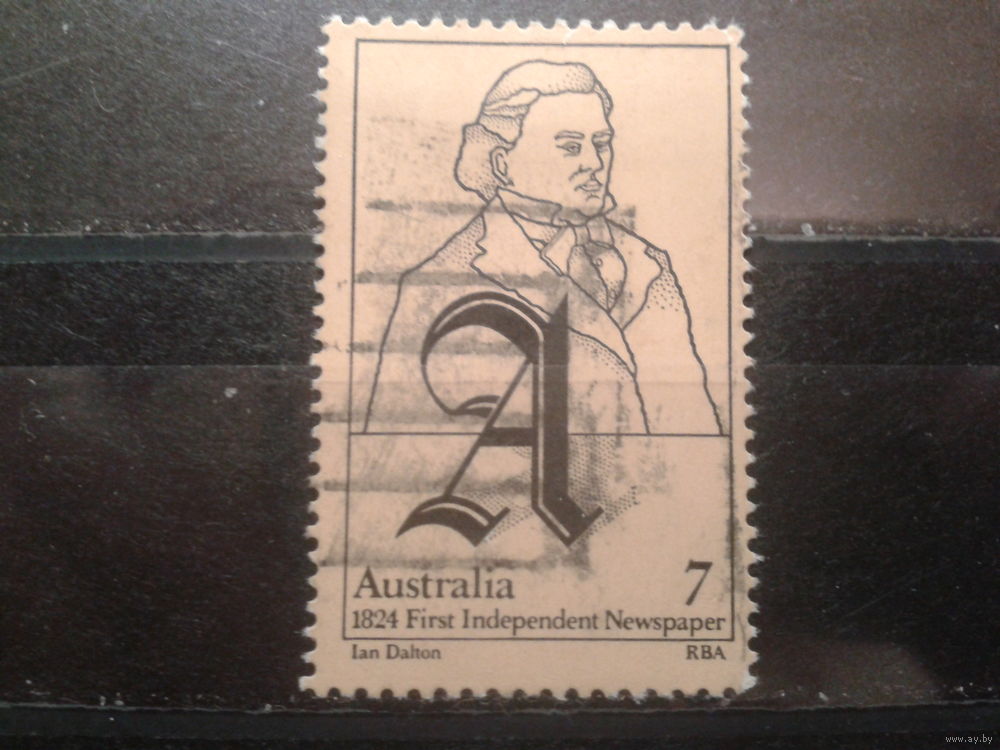 A
Australia 7
1824 First Independent Newspaper
Ian Dalton RBA
www.ay.by